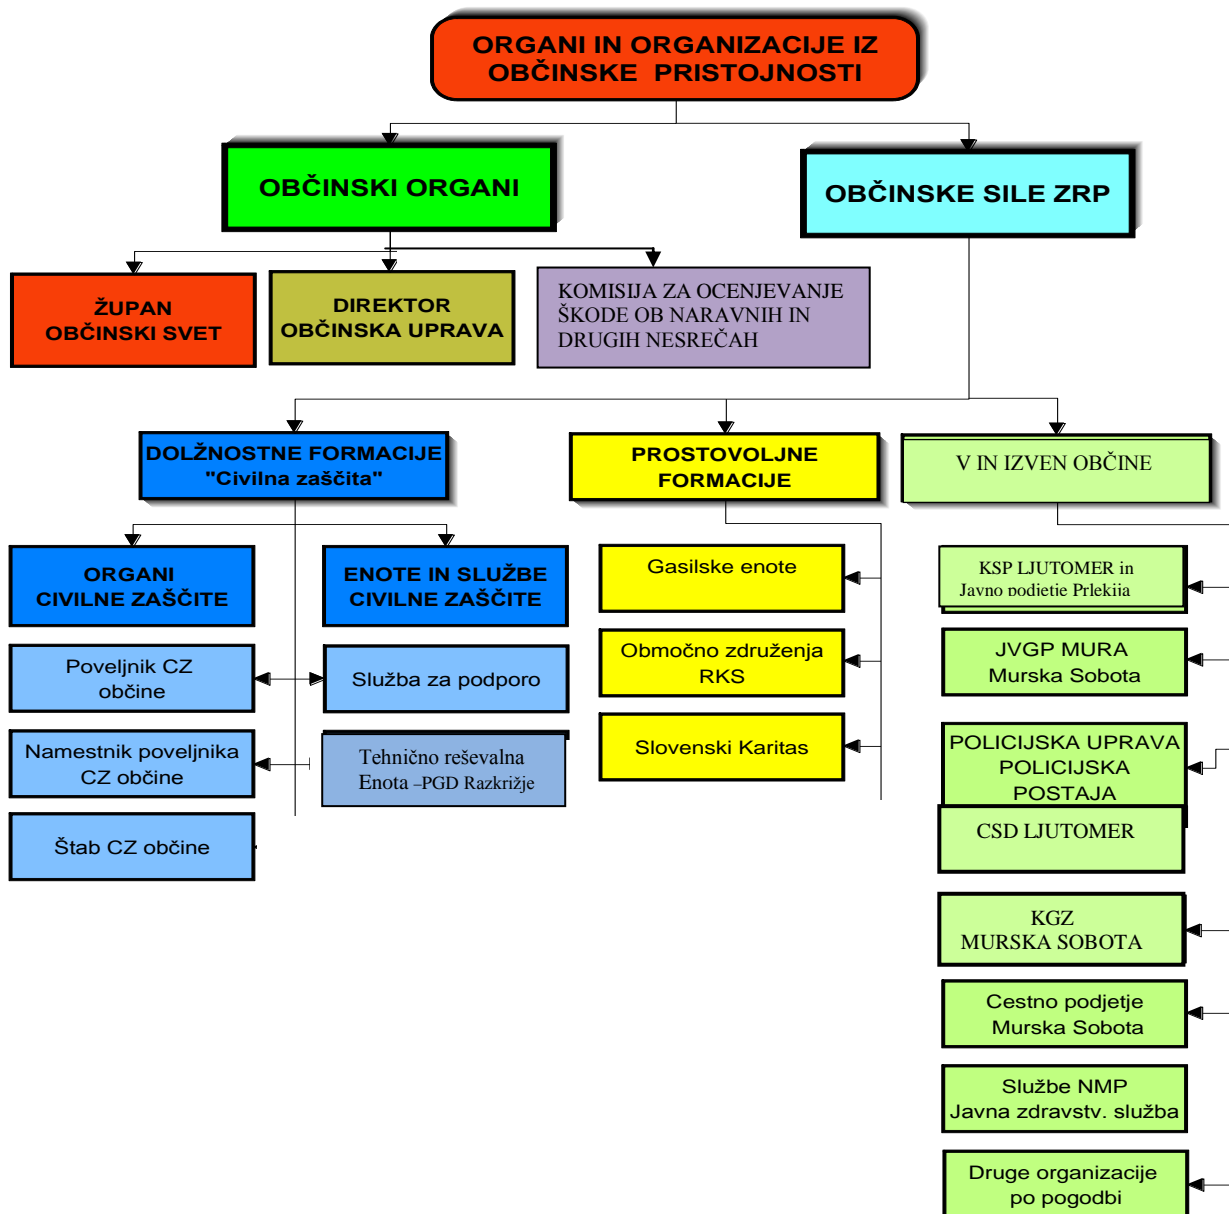 ORGANI IN ORGANIZACIJE IZ
OBČINSKE PRISTOJNOSTI
OBČINSKI ORGANI
OBČINSKE SILE ZRP
ŽUPAN
OBČINSKI SVET
DIREKTOR
OBČINSKA UPRAVA
KOMISIJA ZA OCENJEVANJE
ŠKODE OB NARAVNIH IN
DRUGIH NESREČAH
DOLŽNOSTNE FORMACIJE
"Civilna zaščita"
PROSTOVOLJNE
FORMACIJE
V IN IZVEN OBČINE
ORGANI
CIVILNE ZAŠČITE
Poveljnik CZ
občine
Namestnik poveljnika
CZ občine
Štab CZ občine
ENOTE IN SLUŽBE
CIVILNE ZAŠČITE
Služba za podporo
Tehnično reševalna
Enota –PGD Razkrižje
Gasilske enote
Območno združenja
RKS
Slovenski Karitas
KSP LJUTOMER in
Javno podjetje Prlekija
JVGP MURA
Murska Sobota
POLICIJSKA UPRAVA
POLICIJSKA
POSTAJA
CSD LJUTOMER
KGZ
MURSKA SOBOTA
Cestno podjetje
Murska Sobota
Službe NMP
Javna zdravstv. služba
Druge organizacije
po pogodbi